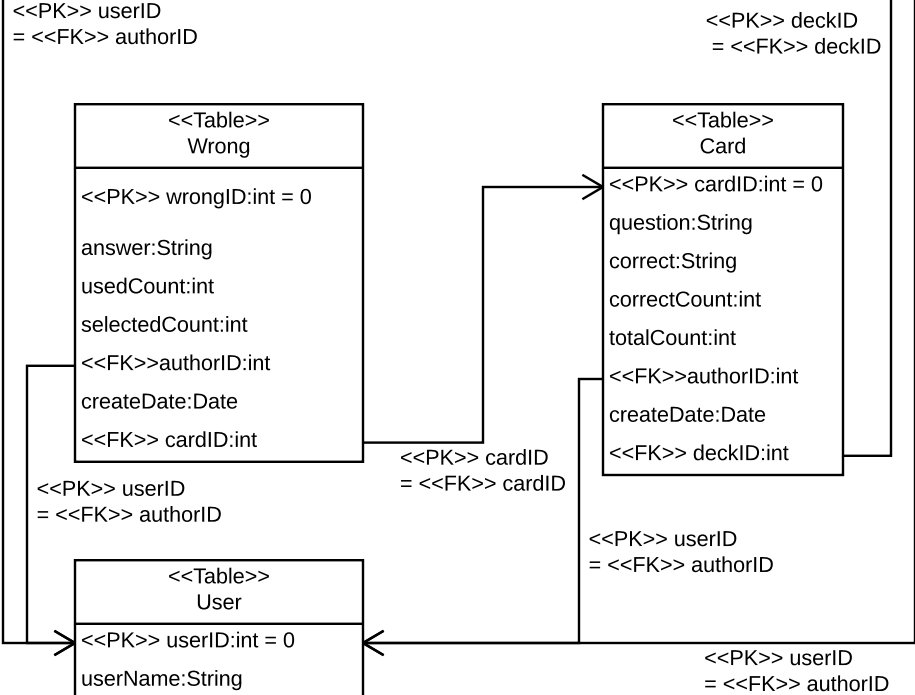 <<PK>> userID
= <<FK>> authorID
<<PK>> deckID
= <<FK>> deckID
<<Table>>
Wrong
<<PK>> wrongID:int = 0
answer:String
usedCount:int
selectedCount:int
<<FK>>authorID:int
createDate:Date
<<FK>> cardID:int
<<Table>>
Card
<<PK>> cardID:int = 0
question:String
correct:String
correctCount:int
totalCount:int
<<FK>>authorID:int
createDate:Date
<<FK>> deckID:int
<<PK>> cardID
= <<FK>> cardID
<<PK>> userID
= <<FK>> authorID
<<PK>> userID
= <<FK>> authorID
<<Table>>
User
<<PK>> userID:int = 0
userName:String
<<PK>> userID
= <<FK>> authorID